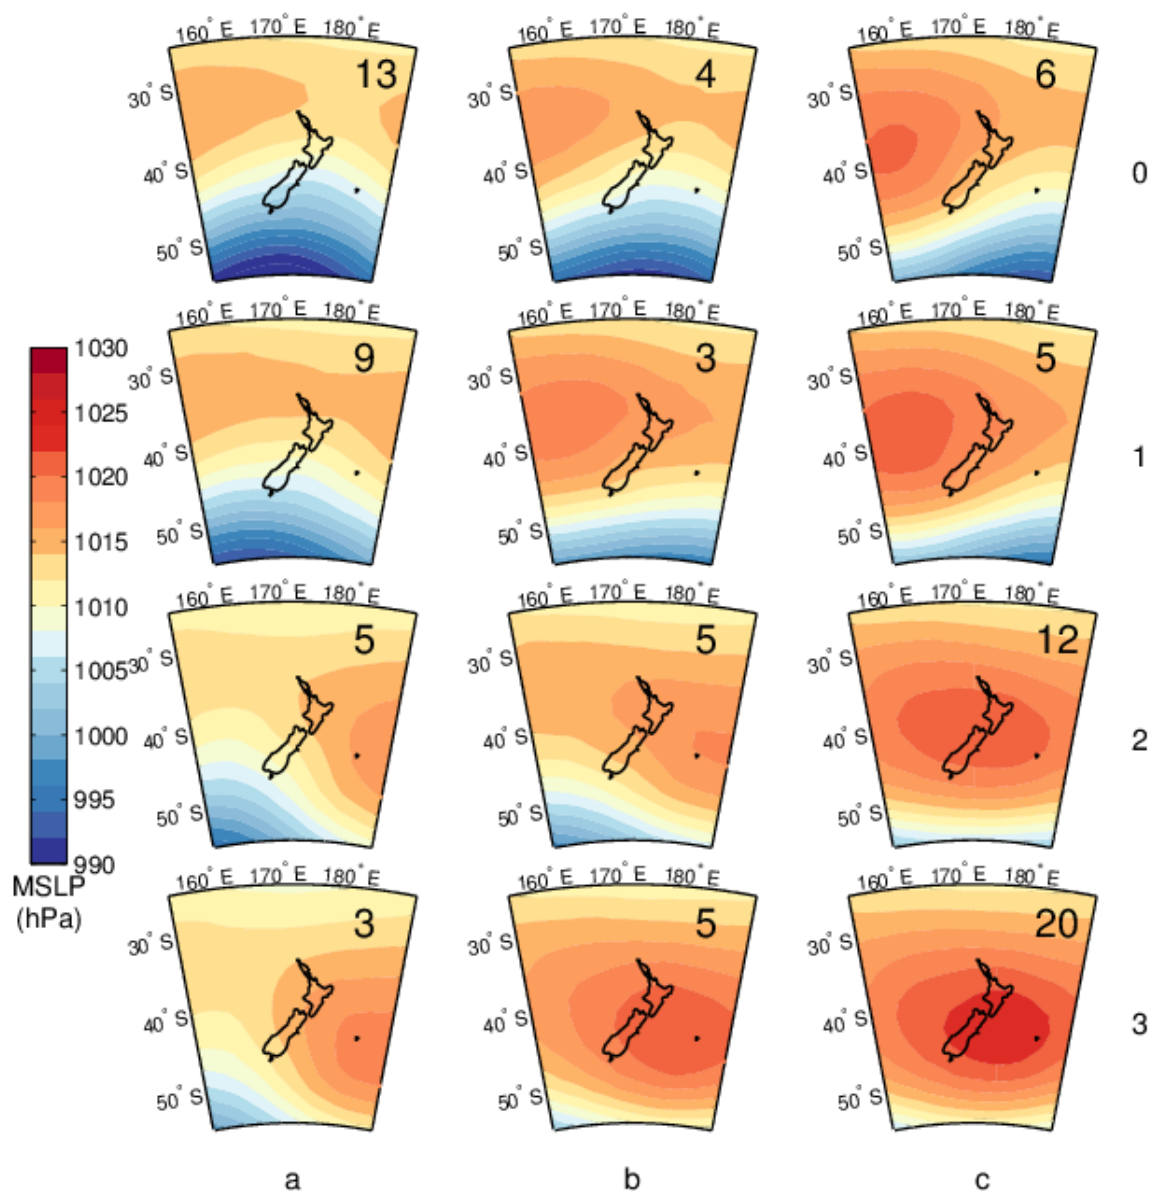 160° E 170° E 180° E 160° E 170° E 180° E 160° E 170° E 180° E
13 4 6
30° S 30° S 30° S
40° S 40° S 40° S 0
50° S 50° S 50° S
160° E 170° E 180° E 160° E 170° E 180° E 160° E 170° E 180° E
1030 9 3 5
30° S 30° S 30° S
1025
40° S 40° S 40° S 1
1020
50° S 50° S 50° S
1015
160° E 170° E 180° E 160° E 170° E 180° E 160° E 170° E 180° E
1010
5 5 12
1005 30° S 30° S 30° S
1000 40° S 40° S 40° S 2
995
50° S 50° S 50° S
990
MSLP 160° E 170° E 180° E 160° E 170° E 180° E 160° E 170° E 180° E
(hPa) 3 5 20
30° S 30° S 30° S
40° S 40° S 40° S 3
50° S 50° S 50° S
a b c